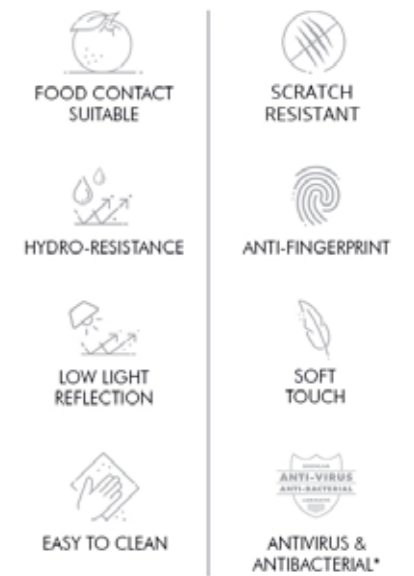 FOOD CONTACT
SUITABLE
SCRATCH
RESISTANT
HYDRO-RESISTANCE
ANTI-FINGERPRINT
LOW LIGHT
REFLECTION
SOFT
TOUCH
EASY TO CLEAN
ANTI-VIRUS
ANTI-BACTERIAL
ANTIVIRUS &
ANTIBACTERIAL*